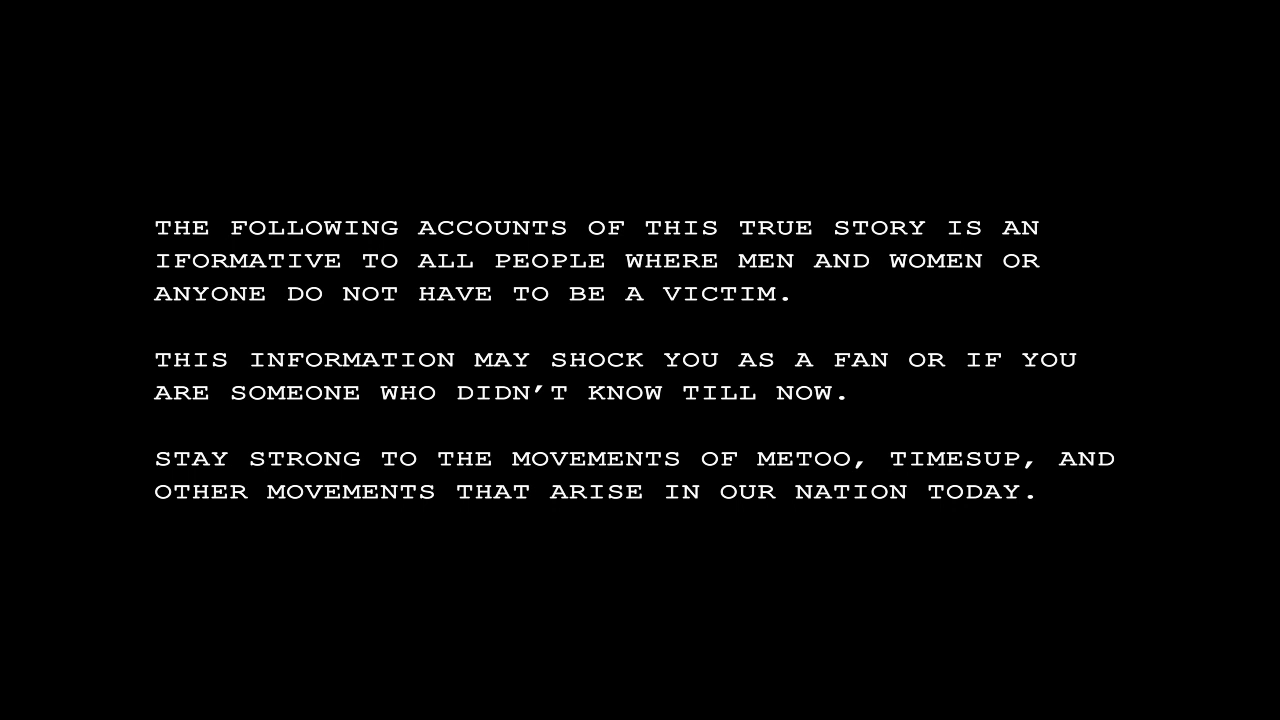 THE FOLLOWING ACCOUNTS OF THIS TRUE STORY IS AN
IFORMATIVE TO ALL PEOPLE WHERE MEN AND WOMEN OR
ANYONE DO NOT HAVE TO BE A VICTIM.
THIS INFORMATION MAY SHOCK YOU AS A FAN OR IF YOU
ARE SOMEONE WHO DIDN’T KNOW TILL NOW.
STAY STRONG TO THE MOVEMENTS OF METOO, TIMESUP, AND
OTHER MOVEMENTS THAT ARISE IN OUR NATION TODAY.